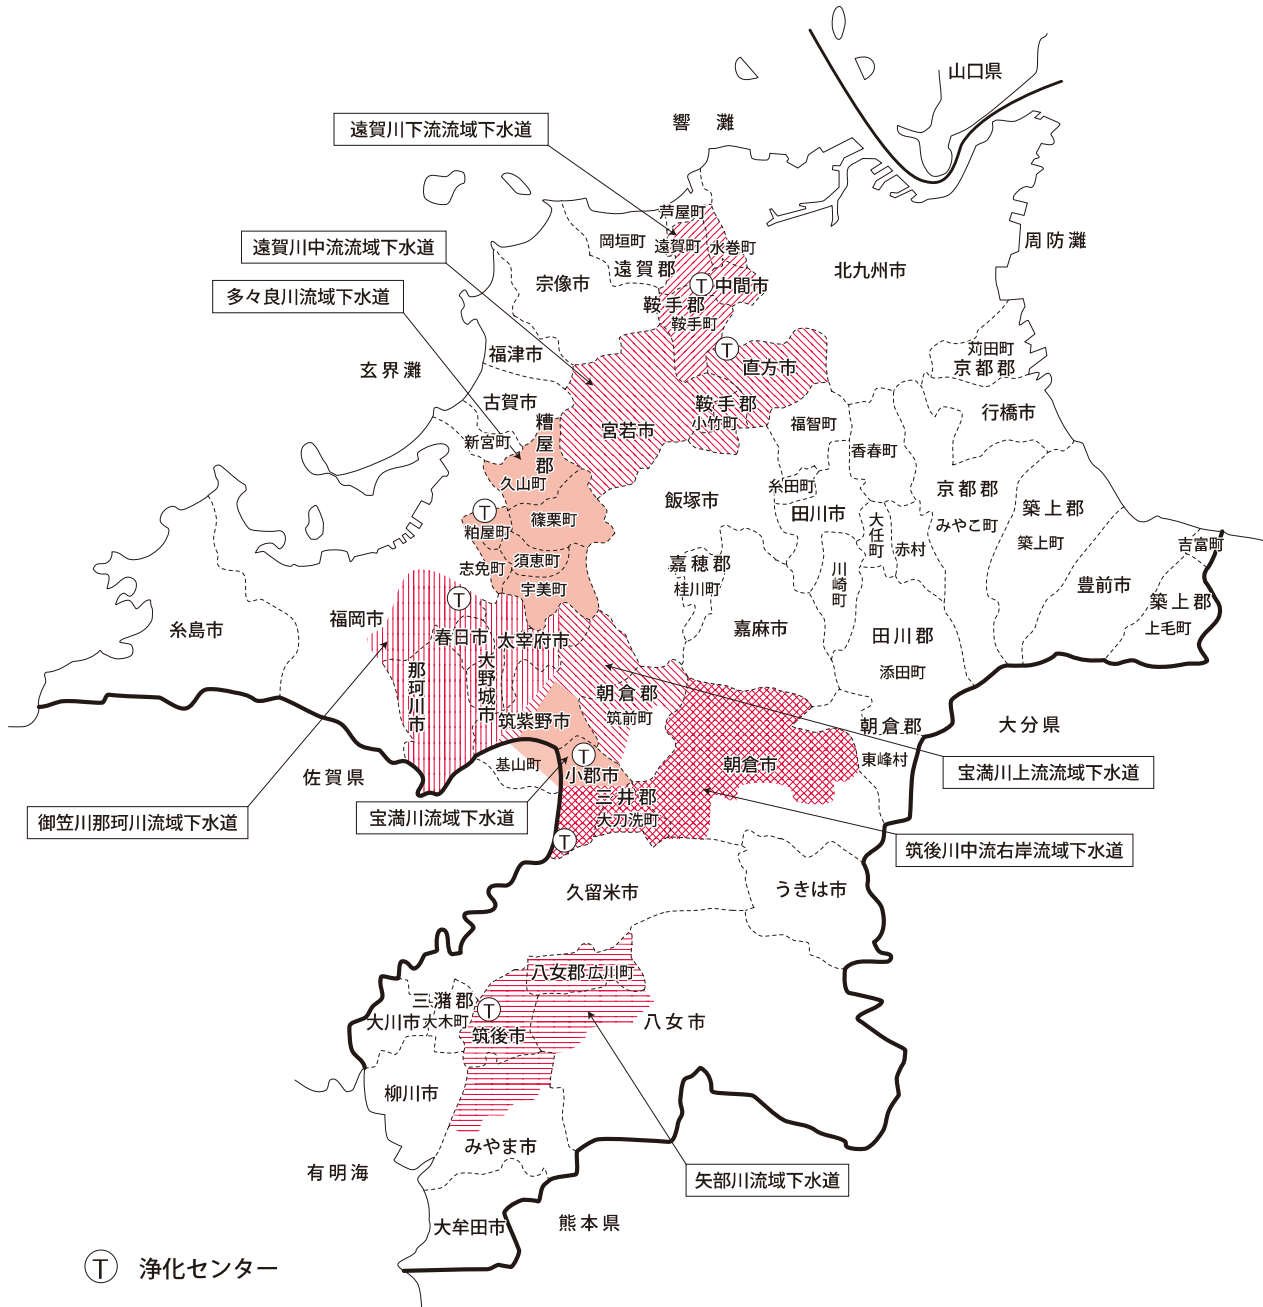 山口県
響灘
遠賀川下流流域下水道
芦屋町
岡垣町
遠賀町
水巻町
周防灘
遠賀川中流流域下水道
遠賀郡
北九州市
宗像市
T
中間市
多々良川流域下水道
鞍手郡
鞍手町
T
苅田町
福津市
直方市
京都郡
玄界灘
古賀市
鞍手郡
行橋市
糟屋郡
宮若市
小竹町
福智町
新宮町
香春町
久山町
糸田町
京都郡
飯塚市
築上郡
T
篠栗町
田川市
大任町
みやこ町
粕屋町
築上町
吉富町
須恵町
赤村
志免町
嘉穂郡
川崎町
豊前市
宇美町
桂川町
T
築上郡
福岡市
糸島市
春日市
太宰府市
嘉麻市
田川郡
上毛町
那珂川市
大野城市
添田町
朝倉郡
筑紫野市
筑前町
朝倉郡
大分県
T
基山町
朝倉市
東峰村
佐賀県
小郡市
宝満川上流流域下水道
三井郡
宝満川流域下水道
大刀洗町
御笠川那珂川流域下水道
T
筑後川中流右岸流域下水道
久留米市
うきは市
八女郡
広川町
三潴郡
T
大川市
大木町
八女市
筑後市
柳川市
みやま市
有明海
矢部川流域下水道
大牟田市
熊本県
T 浄化センター